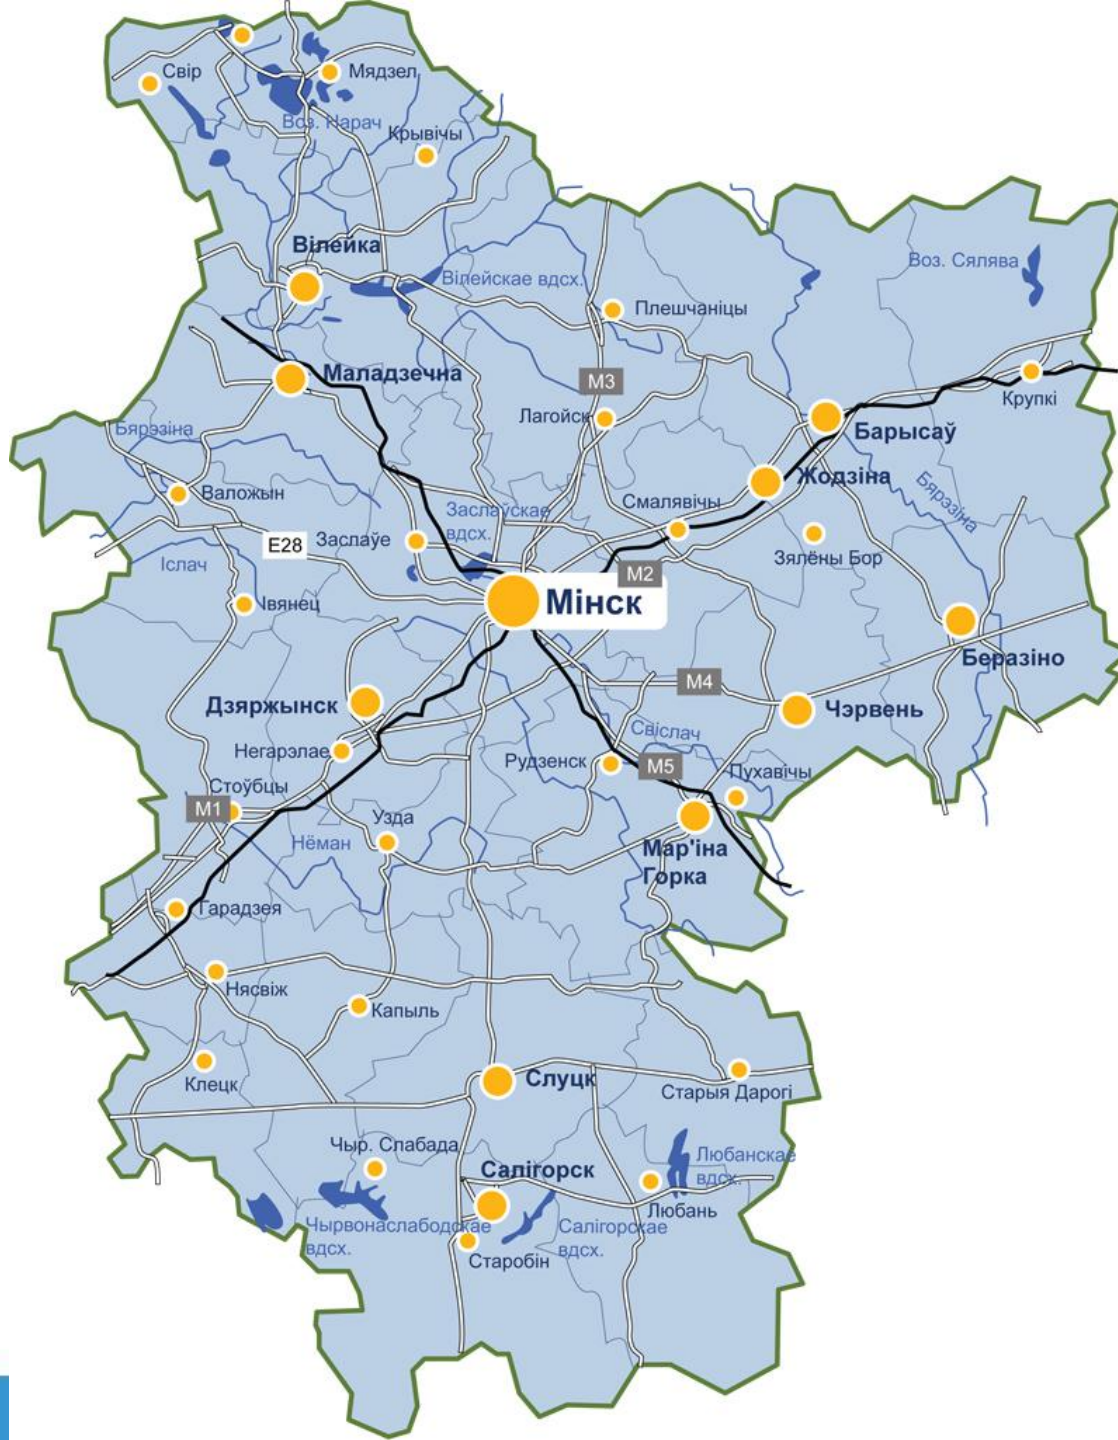 Свір
Мядзел
Воз. Нарач
Крывічы
Вілейка
Вілейскае вдсх.
Воз. Сялява
Плешчаніцы
Маладзечна
M3
Крупкі
Лагойск
Бярэзіна
Барысаў
Жодзіна
Валожын
Смалявічы
Бярэзіна
Заслаўскае
вдсх.
E28
Заслаўе
Зялёны Бор
Іслач
M2
Івянец
Мінск
Беразіно
M4
Дзяржынск
Чэрвень
Свіслач
Негарэлае
Рудзенск
M5
Пухавічы
Стоўбцы
M1
Узда
Нёман
Мар'іна
Горка
Гарадзея
Нясвіж
Капыль
Клецк
Слуцк
Старыя Дарогі
Чыр. Слабада
Салігорск
Любанскае
вдсх.
Любань
Чырвонаслабодскае
вдсх.
Салігорскае
вдсх.
Старобін